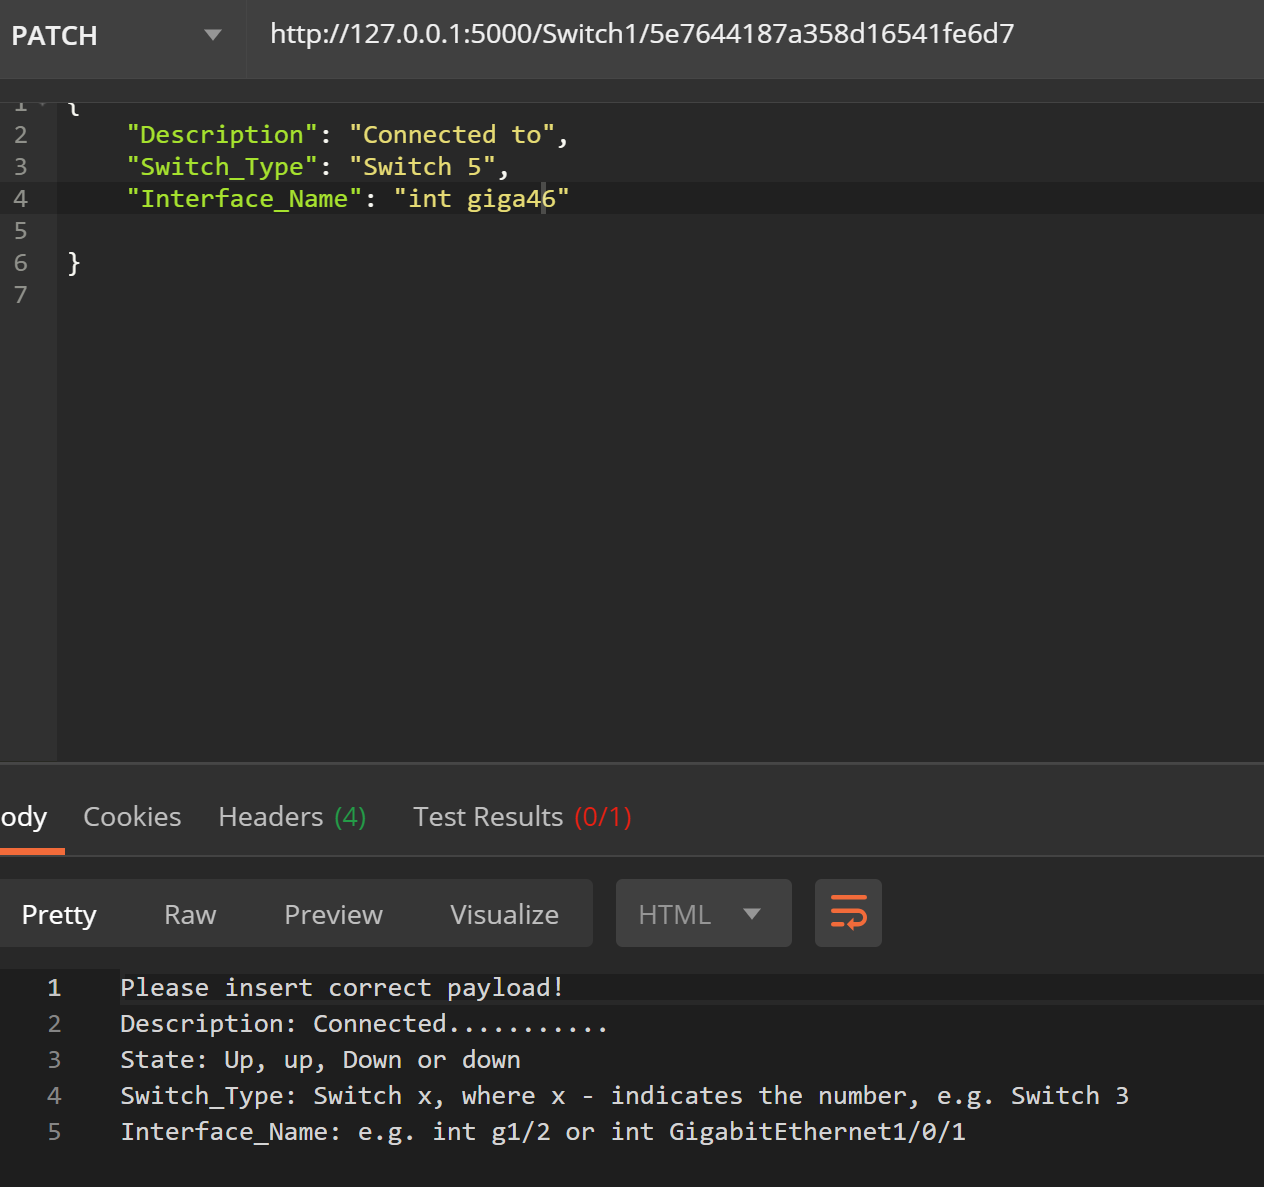 PATCH http://127.0.0.1:5000/Switch1/5e7644187a358d16541fe6d7
1 {
2 "Description": "Connected to",
3 "Switch_Type": "Switch 5",
4 "Interface_Name": "int giga46"
5
6 }
7
ody Cookies Headers (4) Test Results (0/1)
Pretty Raw Preview Visualize HTML
1 Please insert correct payload!
2 Description: Connected...........
3 State: Up, up, Down or down
4 Switch_Type: Switch x, where x - indicates the number, e.g. Switch 3
5 Interface_Name: e.g. int g1/2 or int GigabitEthernet1/0/1